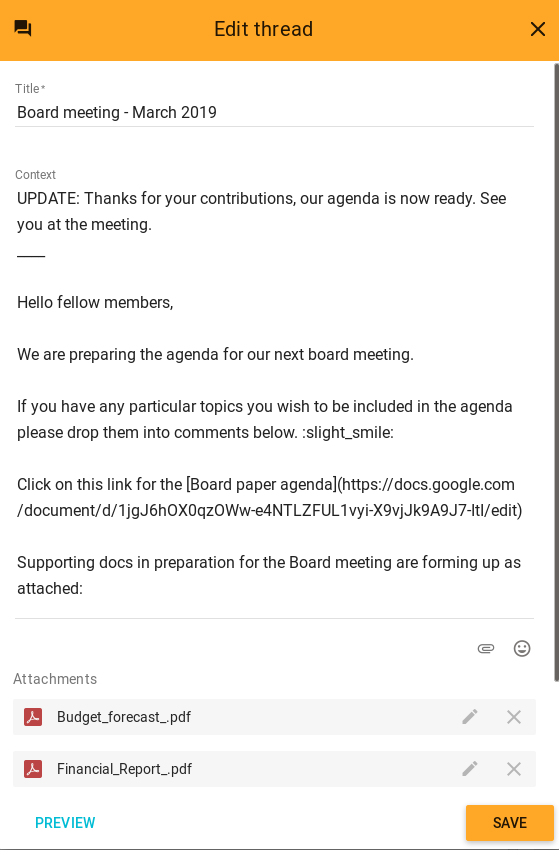 Edit thread
Title *
Board meeting - March 2019
Context
UPDATE: Thanks for your contributions, our agenda is now ready. See
you at the meeting.
____
Hello fellow members,
We are preparing the agenda for our next board meeting.
If you have any particular topics you wish to be included in the agenda
please drop them into comments below. :slight_smile:
Click on this link for the [Board paper agenda](https://docs.google.com
/document/d/1jgJ6hOX0qzOWw-e4NTLZFUL1vyi-X9vjJk9A9J7-ItI/edit)
Supporting docs in preparation for the Board meeting are forming up as
attached:
Attachments
Budget_forecast_.pdf
Financial_Report_.pdf
PREVIEW
SAVE